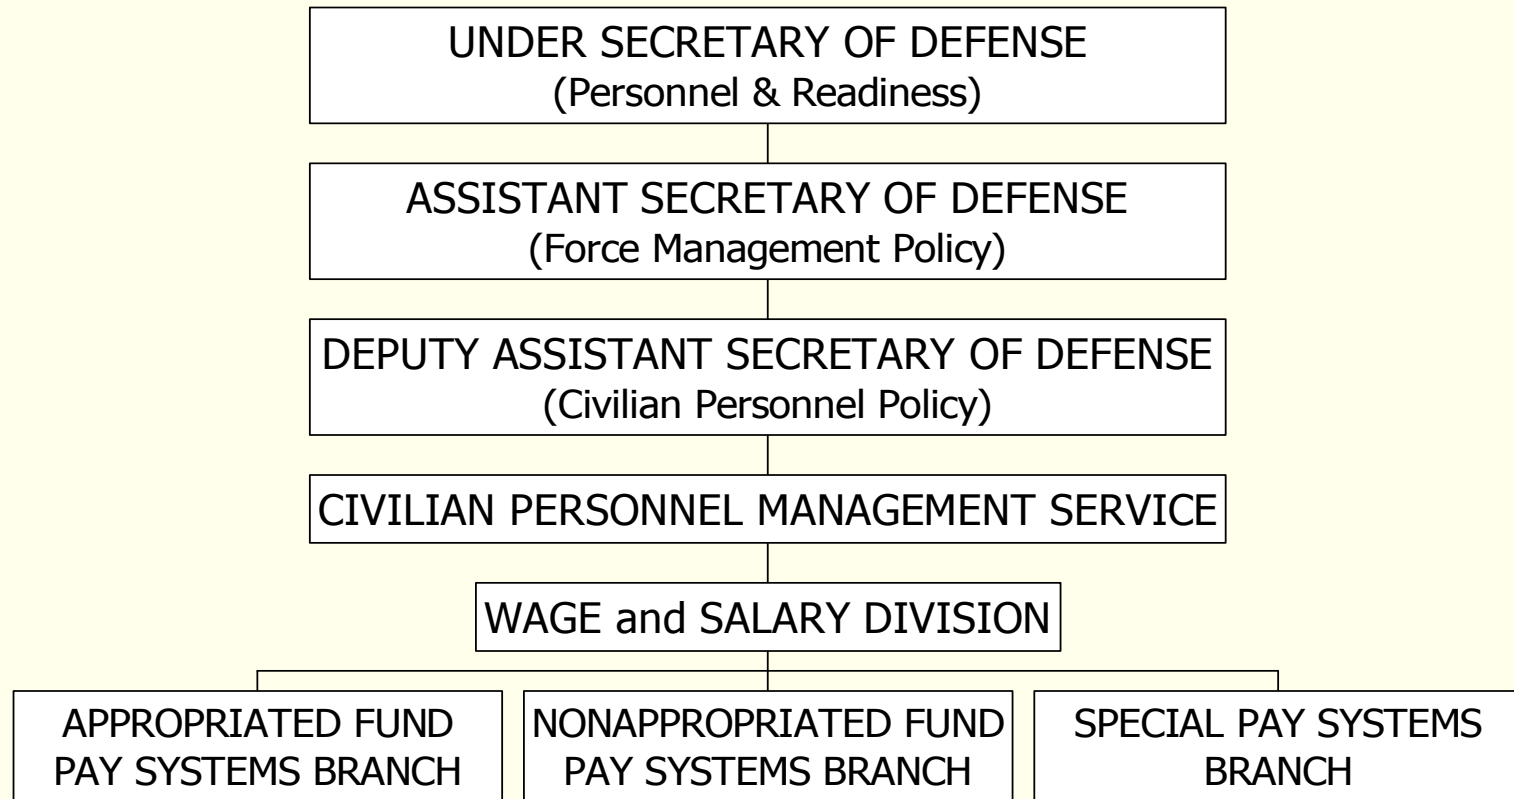 UNDER SECRETARY OF DEFENSE
(Personnel & Readiness)
ASSISTANT SECRETARY OF DEFENSE
(Force Management Policy)
DEPUTY ASSISTANT SECRETARY OF DEFENSE
(Civilian Personnel Policy)
CIVILIAN PERSONNEL MANAGEMENT SERVICE
WAGE and SALARY DIVISION
APPROPRIATED FUND
PAY SYSTEMS BRANCH
NONAPPROPRIATED FUND
PAY SYSTEMS BRANCH
SPECIAL PAY SYSTEMS
BRANCH